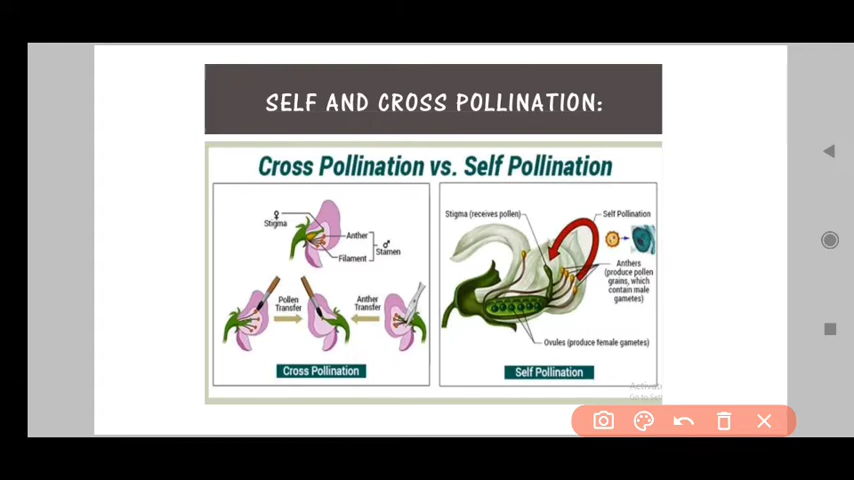 SELF AND CROSS POLLINATION:
Cross Pollination vs. Self Pollination
♀
Stigma
Anther
Filament
♂
Stamen
Pollen
Transfer
Anther
Transfer
Cross Pollination
Stigma (receives pollen)
Self Pollination
Anthers
(produce pollen
grains, which
contain male
gametes)
Ovules (produce female gametes)
Self Pollination